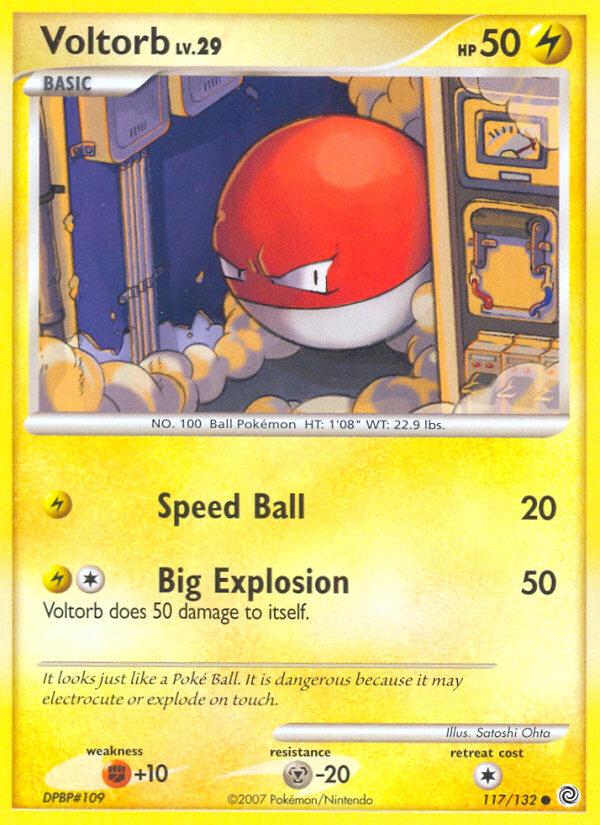 Voltorb LV.29 HP 50
BASIC
NO. 100 Ball Pokémon HT: 1'08" WT: 22.9 lbs.
Speed Ball 20
Big Explosion 50
Voltorb does 50 damage to itself.
It looks just like a Poké Ball. It is dangerous because it may
electrocute or explode on touch.
Illus. Satoshi Ohta
weakness resistance retreat cost
+10 -20
DPBP#109 ©2007 Pokémon/Nintendo 117/132